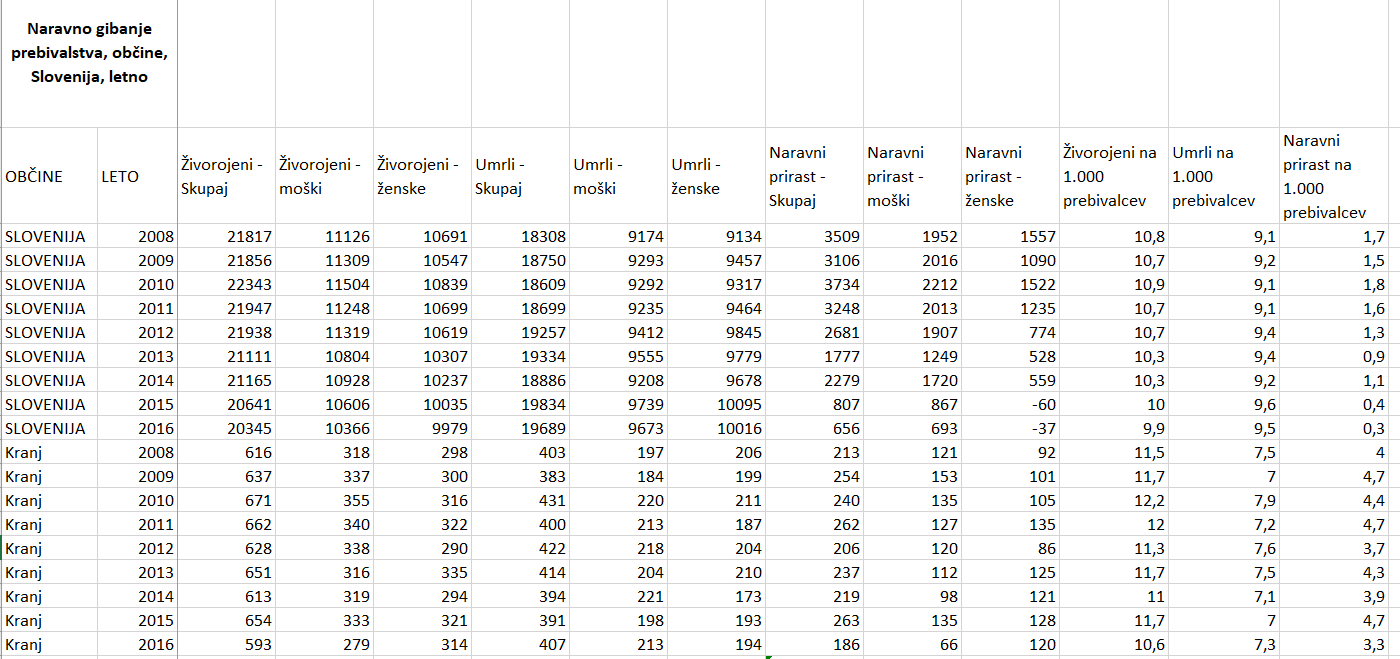 Naravno gibanje
prebivalstva, občine,
Slovenija, letno
OBČINE LETO Živorojeni - Skupaj Živorojeni - moški Živorojeni - ženske Umrli - Skupaj Umrli - moški Umrli - ženske Naravni prirast - Skupaj Naravni prirast - moški Naravni prirast - ženske Živorojeni na 1.000 prebivalcev Umrli na 1.000 prebivalcev Naravni prirast na 1.000 prebivalcev
SLOVENIJA 2008 21817 11126 10691 18308 9174 9134 3509 1952 1557 10,8 9,1 1,7
SLOVENIJA 2009 21856 11309 10547 18750 9293 9457 3106 2016 1090 10,7 9,2 1,5
SLOVENIJA 2010 22343 11504 10839 18609 9292 9317 3734 2212 1522 10,9 9,1 1,8
SLOVENIJA 2011 21947 11248 10699 18699 9235 9464 3248 2013 1235 10,7 9,1 1,6
SLOVENIJA 2012 21938 11319 10619 19257 9412 9845 2681 1907 774 10,7 9,4 1,3
SLOVENIJA 2013 21111 10804 10307 19334 9555 9779 1777 1249 528 10,3 9,4 0,9
SLOVENIJA 2014 21165 10928 10237 18886 9208 9678 2279 1720 559 10,3 9,2 1,1
SLOVENIJA 2015 20641 10606 10035 19834 9739 10095 807 867 -60 10 9,6 0,4
SLOVENIJA 2016 20345 10366 9979 19689 9673 10016 656 693 -37 9,9 9,5 0,3
Kranj 2008 616 318 298 403 197 206 213 121 92 11,5 7,5 4
Kranj 2009 637 337 300 383 184 199 254 153 101 11,7 7 4,7
Kranj 2010 671 355 316 431 220 211 240 135 105 12,2 7,9 4,4
Kranj 2011 662 340 322 400 213 187 262 127 135 12 7,2 4,7
Kranj 2012 628 338 290 422 218 204 206 120 86 11,3 7,6 3,7
Kranj 2013 651 316 335 414 204 210 237 112 125 11,7 7,5 4,3
Kranj 2014 613 319 294 394 221 173 219 98 121 11 7,1 3,9
Kranj 2015 654 333 321 391 198 193 263 135 128 11,7 7 4,7
Kranj 2016 593 279 314 407 213 194 186 66 120 10,6 7,3 3,3